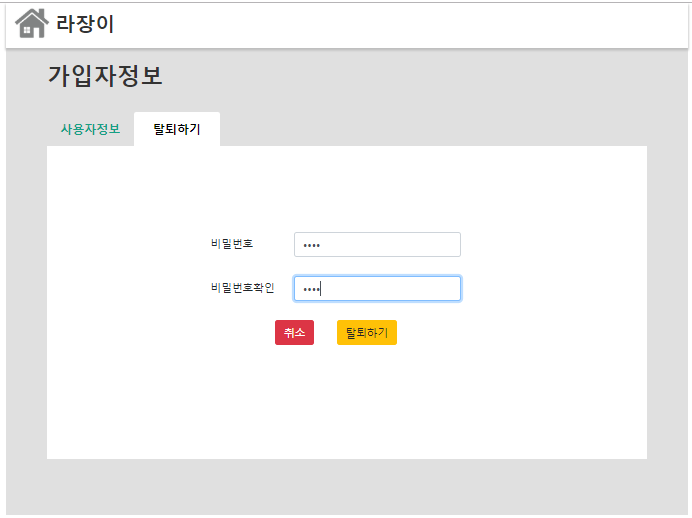 라장이
가입자정보
사용자정보 탈퇴하기
비밀번호 ••••
비밀번호확인 ••••
취소 탈퇴하기